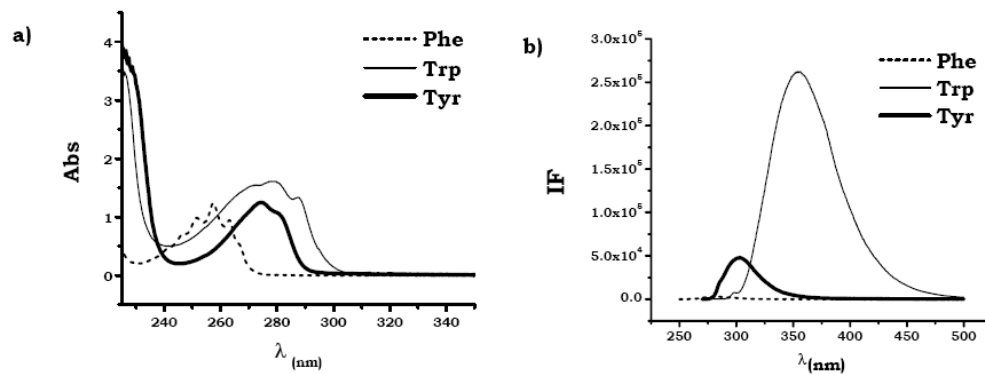 a)
Phe
Trp
Tyr
4
3
2
1
0
Abs
240 260 280 300 320 340
λ (nm)
b)
Phe
Trp
Tyr
3.0x10⁵
2.5x10⁵
2.0x10⁵
1.5x10⁵
1.0x10⁵
5.0x10⁴
0.0
IF
250 300 350 400 450 500
λ(nm)